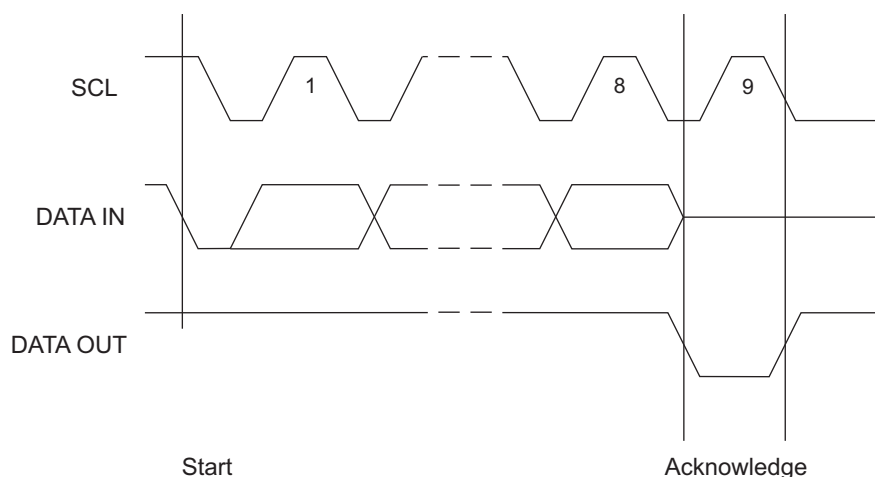 SCL
1
8
9
DATA IN
DATA OUT
Start
Acknowledge